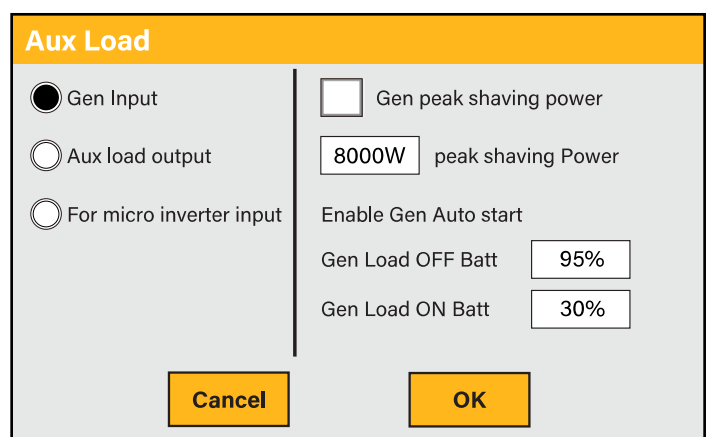 Aux Load
Gen Input
Aux load output
For micro inverter input
Gen peak shaving power
8000W peak shaving Power
Enable Gen Auto start
Gen Load OFF Batt 95%
Gen Load ON Batt 30%
Cancel OK